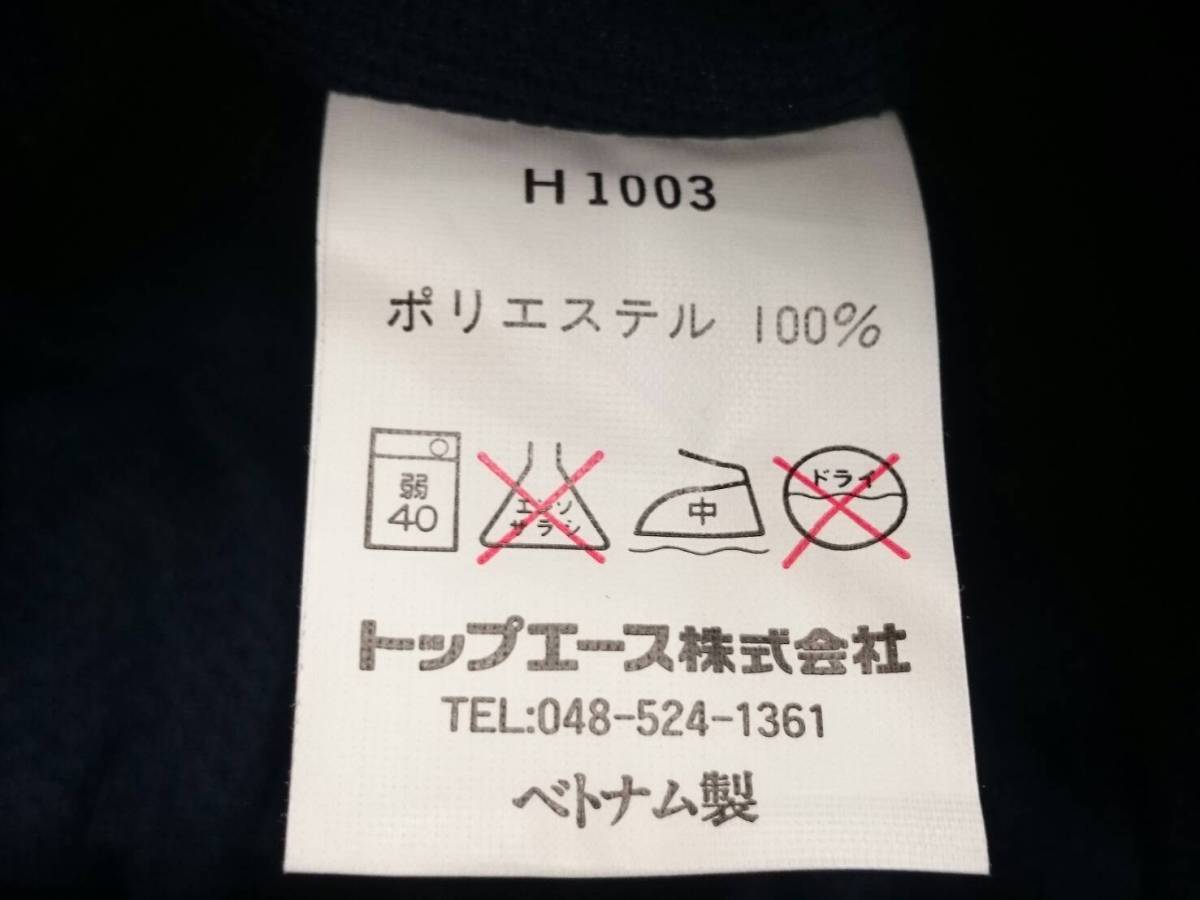 H1003
ポリエステル 100%
弱 エンソ 中 ドライ
40 サラシ
トップエース株式会社
TEL:048-524-1361
ベトナム製